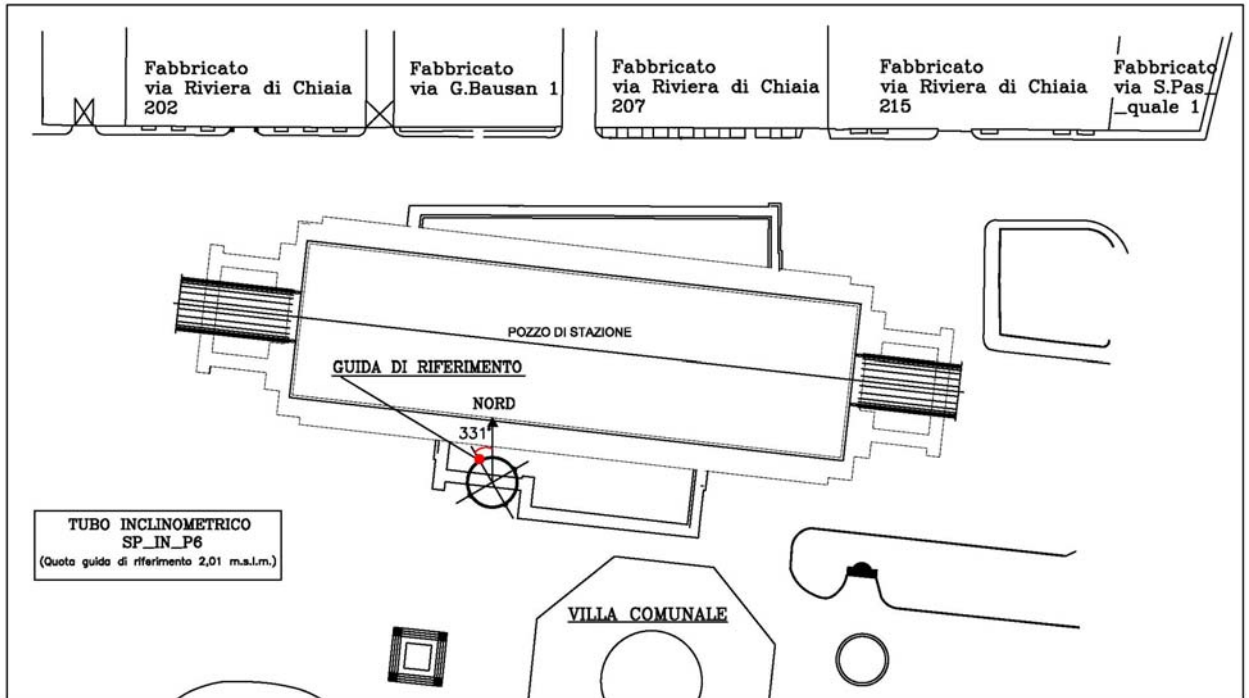 Fabbricato
via Riviera di Chiaia
202
Fabbricato
via G.Bausan 1
Fabbricato
via Riviera di Chiaia
207
Fabbricato
via Riviera di Chiaia
215
Fabbricato
via S.Pas_
_quale 1
POZZO DI STAZIONE
GUIDA DI RIFERIMENTO
NORD
331°
TUBO INCLINOMETRICO
SP_IN_P6
(Quota guida di riferimento 2,01 m.s.l.m.)
VILLA COMUNALE